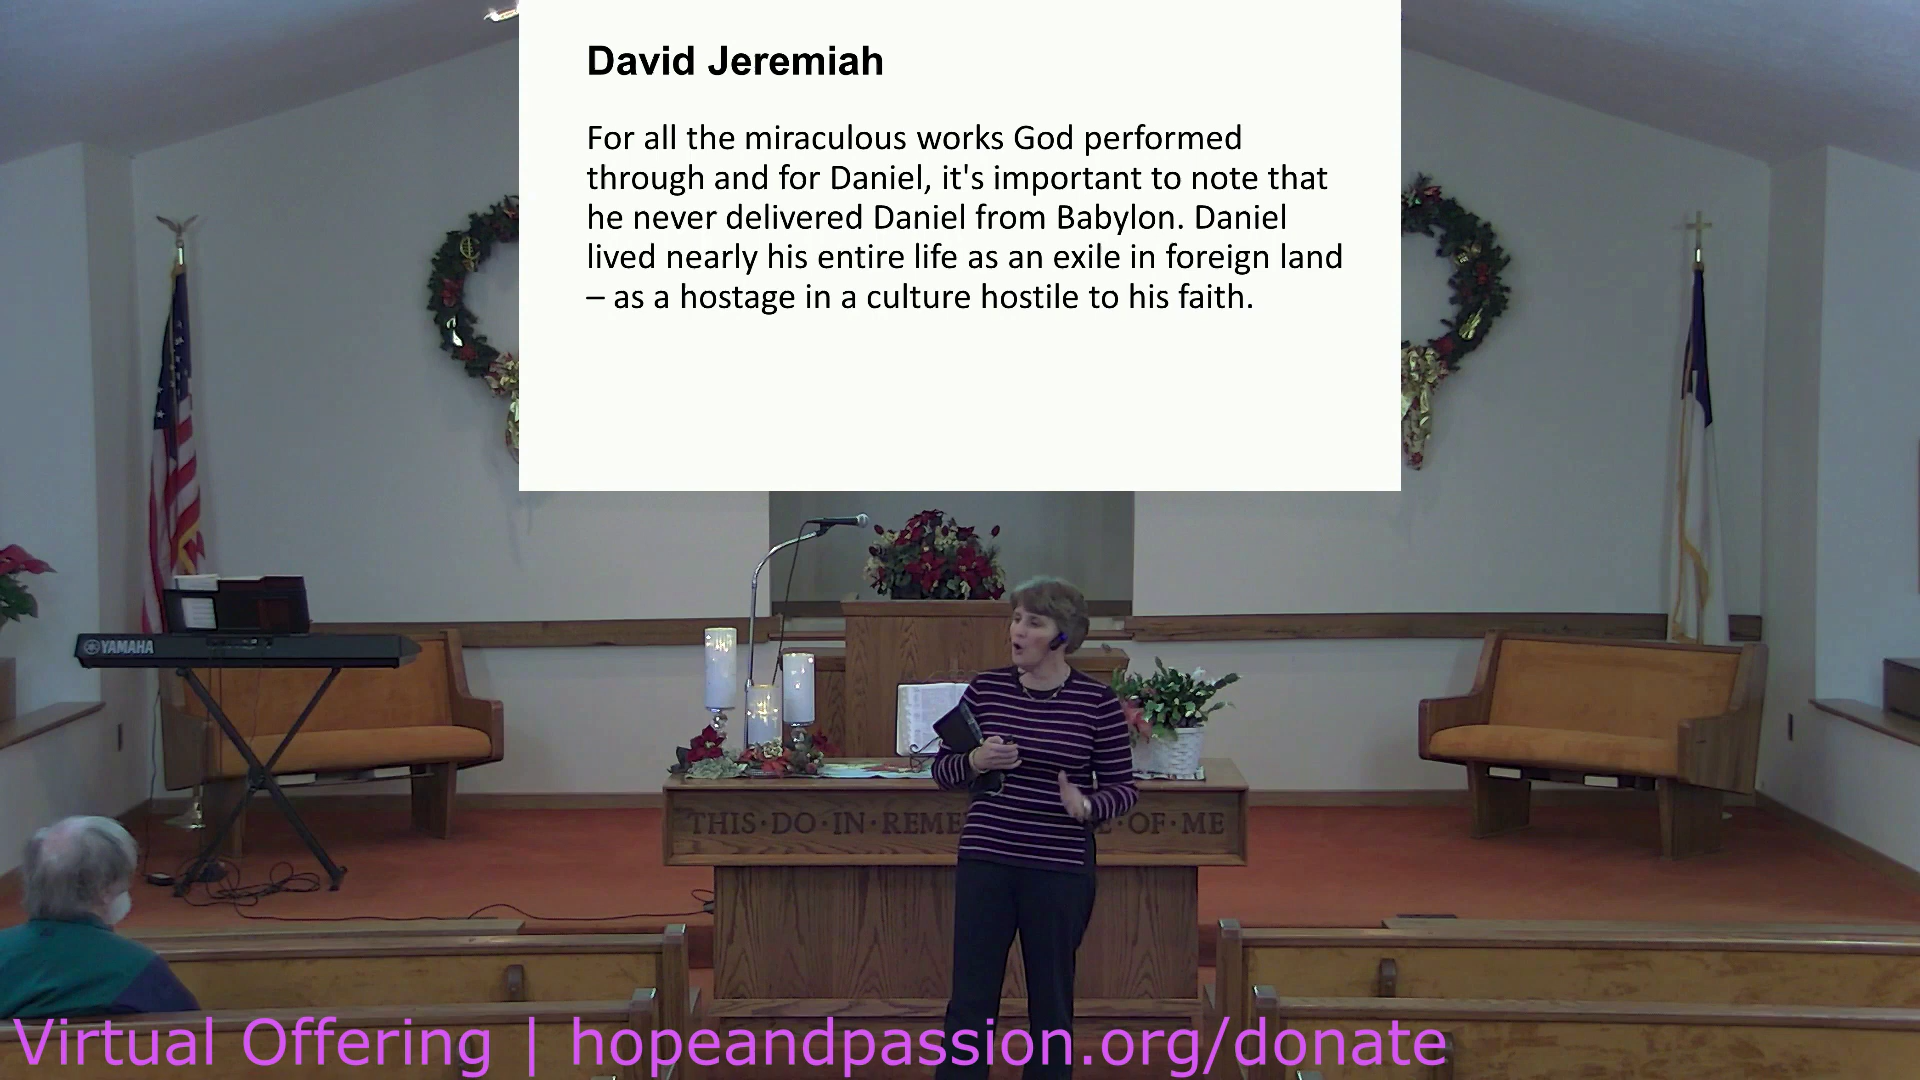 David Jeremiah
For all the miraculous works God performed
through and for Daniel, it's important to note that
he never delivered Daniel from Babylon. Daniel
lived nearly his entire life as an exile in foreign land
– as a hostage in a culture hostile to his faith.
YAMAHA
THIS·DO·IN·REME E·OF·ME
Virtual Offering | hopeandpassion.org/donate